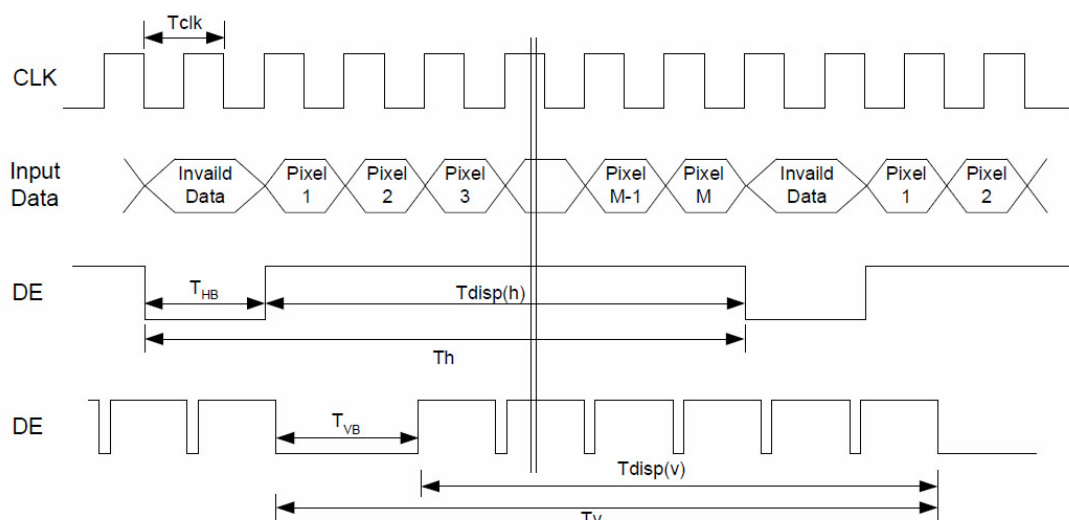 Tclk
CLK
Input Data
Invaild Data
Pixel 1
Pixel 2
Pixel 3
Pixel M-1
Pixel M
Invaild Data
Pixel 1
Pixel 2
DE
THB
Tdisp(h)
Th
DE
TVB
Tdisp(v)
Tv